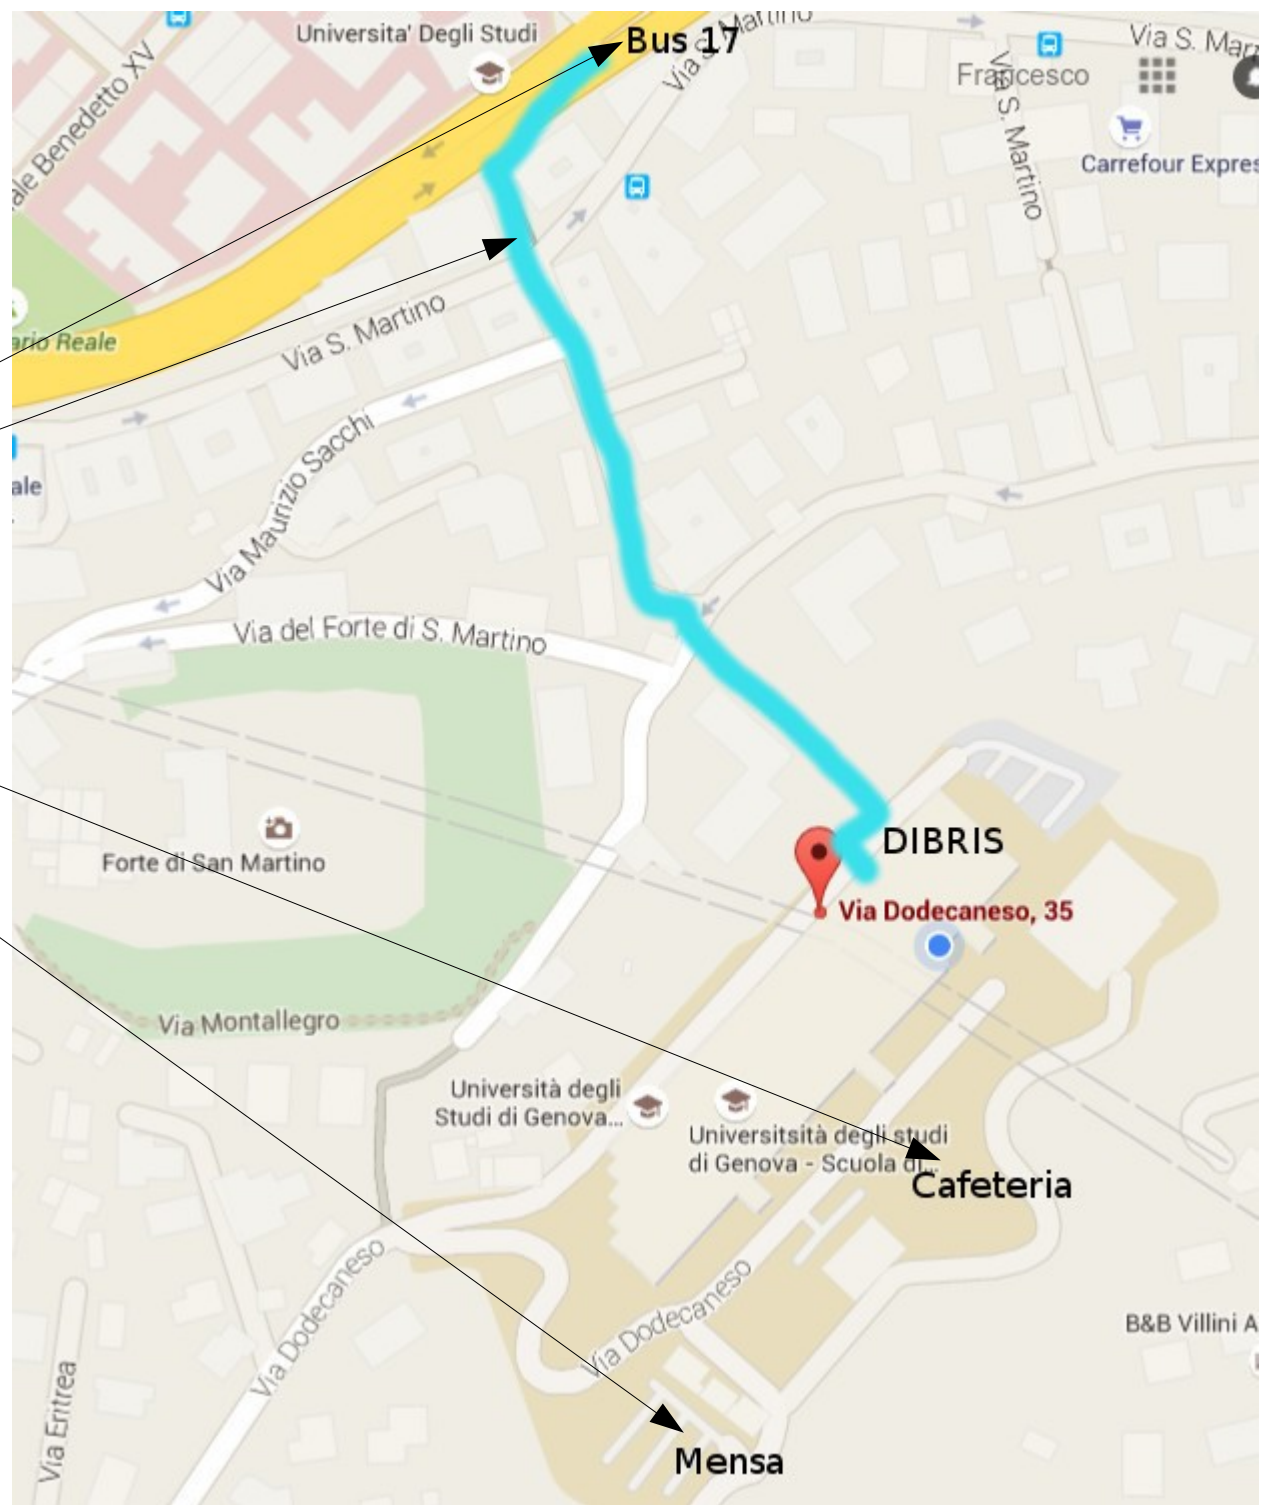 Universita' Degli Studi
Bus 17
Via S. Martino
Via S. Mar
Francesco
Via S. Martino
Carrefour Expres
ale Benedetto XV
ario Reale
Via S. Martino
ale
Via Maurizio Sacchi
Via del Forte di S. Martino
Forte di San Martino
DIBRIS
Via Dodecaneso, 35
Via Montallegro
Università degli
Studi di Genova...
Universitsità degli studi
di Genova - Scuola di...
Cafeteria
Via Dodecaneso
Via Dodecaneso
B&B Villini A
Via Eritrea
Mensa